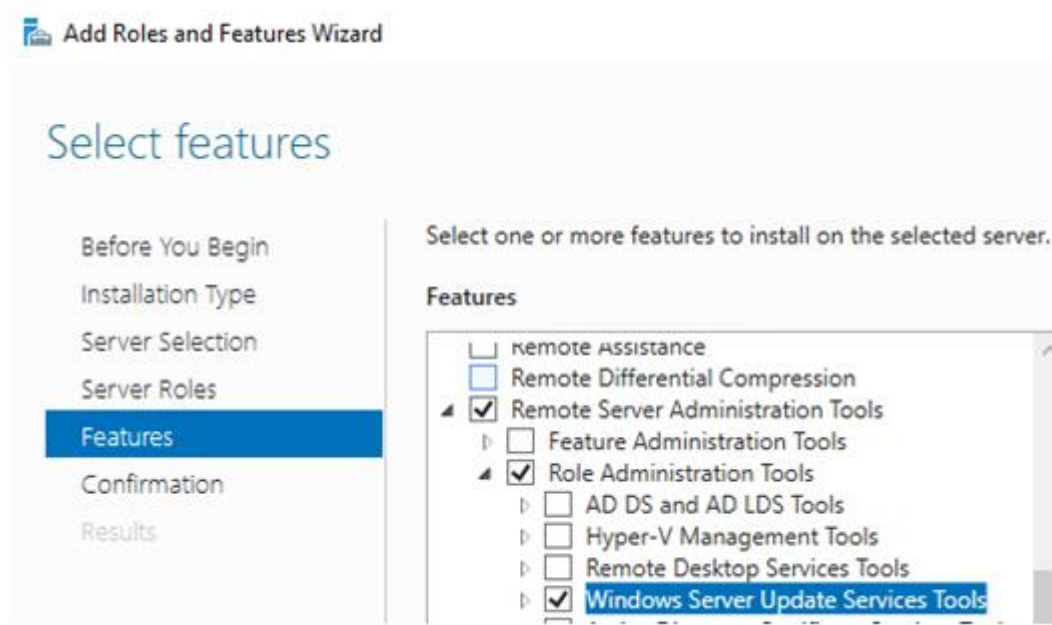 Add Roles and Features Wizard
Select features
Before You Begin
Installation Type
Server Selection
Server Roles
Features
Confirmation
Results
Select one or more features to install on the selected server.
Features
Remote Assistance
Remote Differential Compression
Remote Server Administration Tools
Feature Administration Tools
Role Administration Tools
AD DS and AD LDS Tools
Hyper-V Management Tools
Remote Desktop Services Tools
Windows Server Update Services Tools